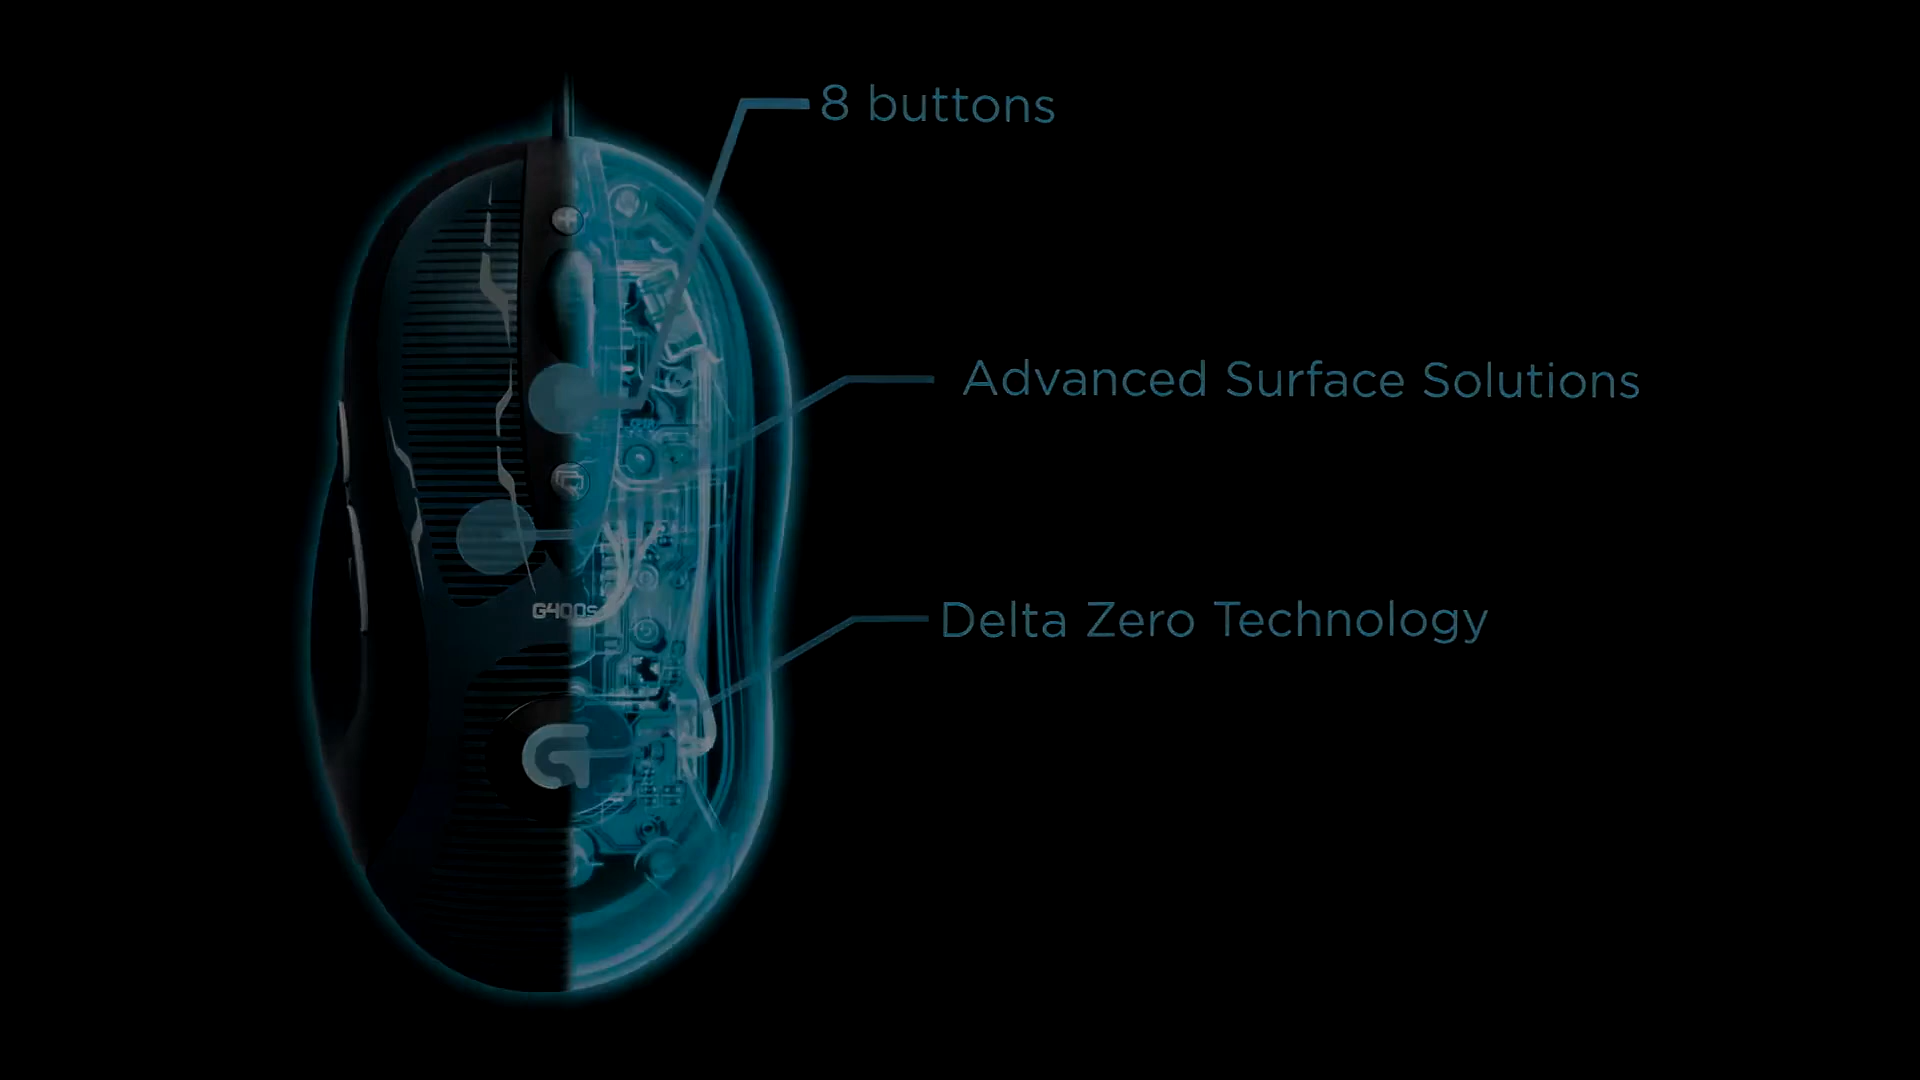 8 buttons
Advanced Surface Solutions
G400s
Delta Zero Technology
G